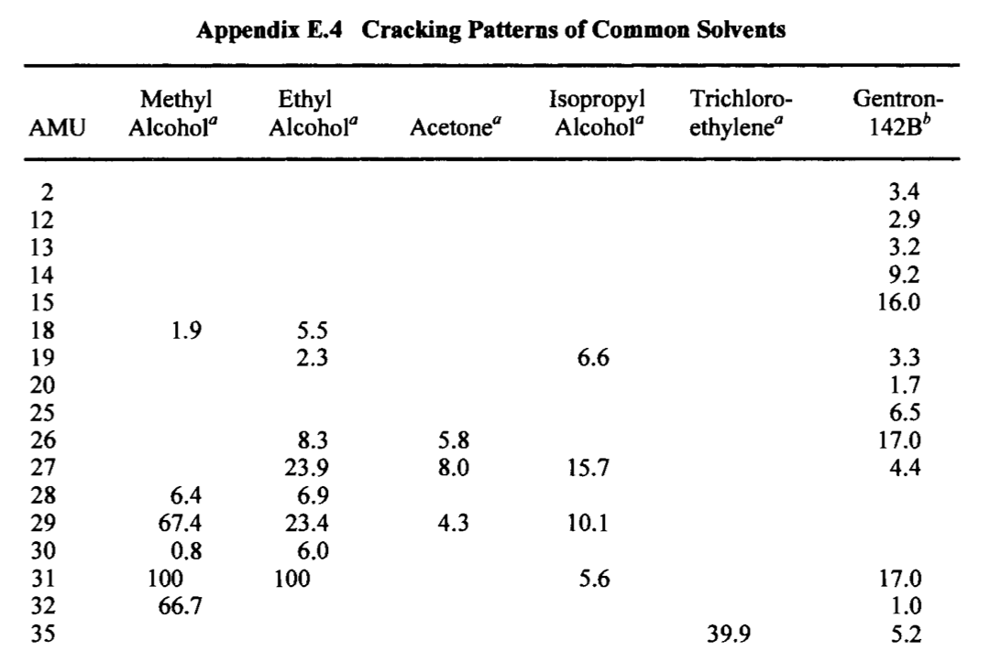 Appendix E.4 Cracking Patterns of Common Solvents
Methyl Ethyl Isopropyl Trichloro- Gentron-
AMU Alcohol^a Alcohol^a Acetone^a Alcohol^a ethylene^a 142B^b
2 3.4
12 2.9
13 3.2
14 9.2
15 16.0
18 1.9 5.5
19 2.3 6.6 3.3
20 1.7
25 6.5
26 8.3 5.8 17.0
27 23.9 8.0 15.7 4.4
28 6.4 6.9
29 67.4 23.4 4.3 10.1
30 0.8 6.0
31 100 100 5.6 17.0
32 66.7 1.0
35 39.9 5.2